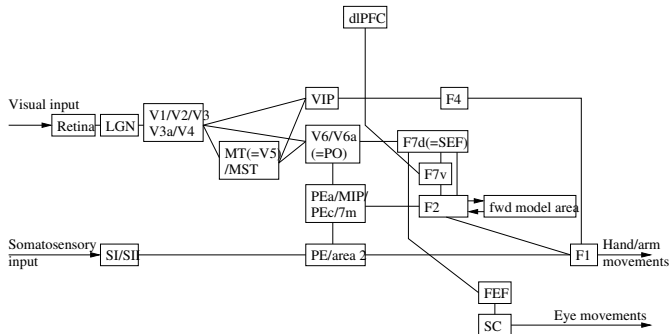 dlPFC
Visual input
Retina
LGN
V1/V2/V3
V3a/V4
MT(=V5)
/MST
VIP
V6/V6a
(=PO)
F4
F7d(=SEF)
F7v
PEa/MIP/
PEc/7m
F2
fwd model area
Somatosensory
input
SI/SII
PE/area 2
F1
Hand/arm
movements
FEF
SC
Eye movements